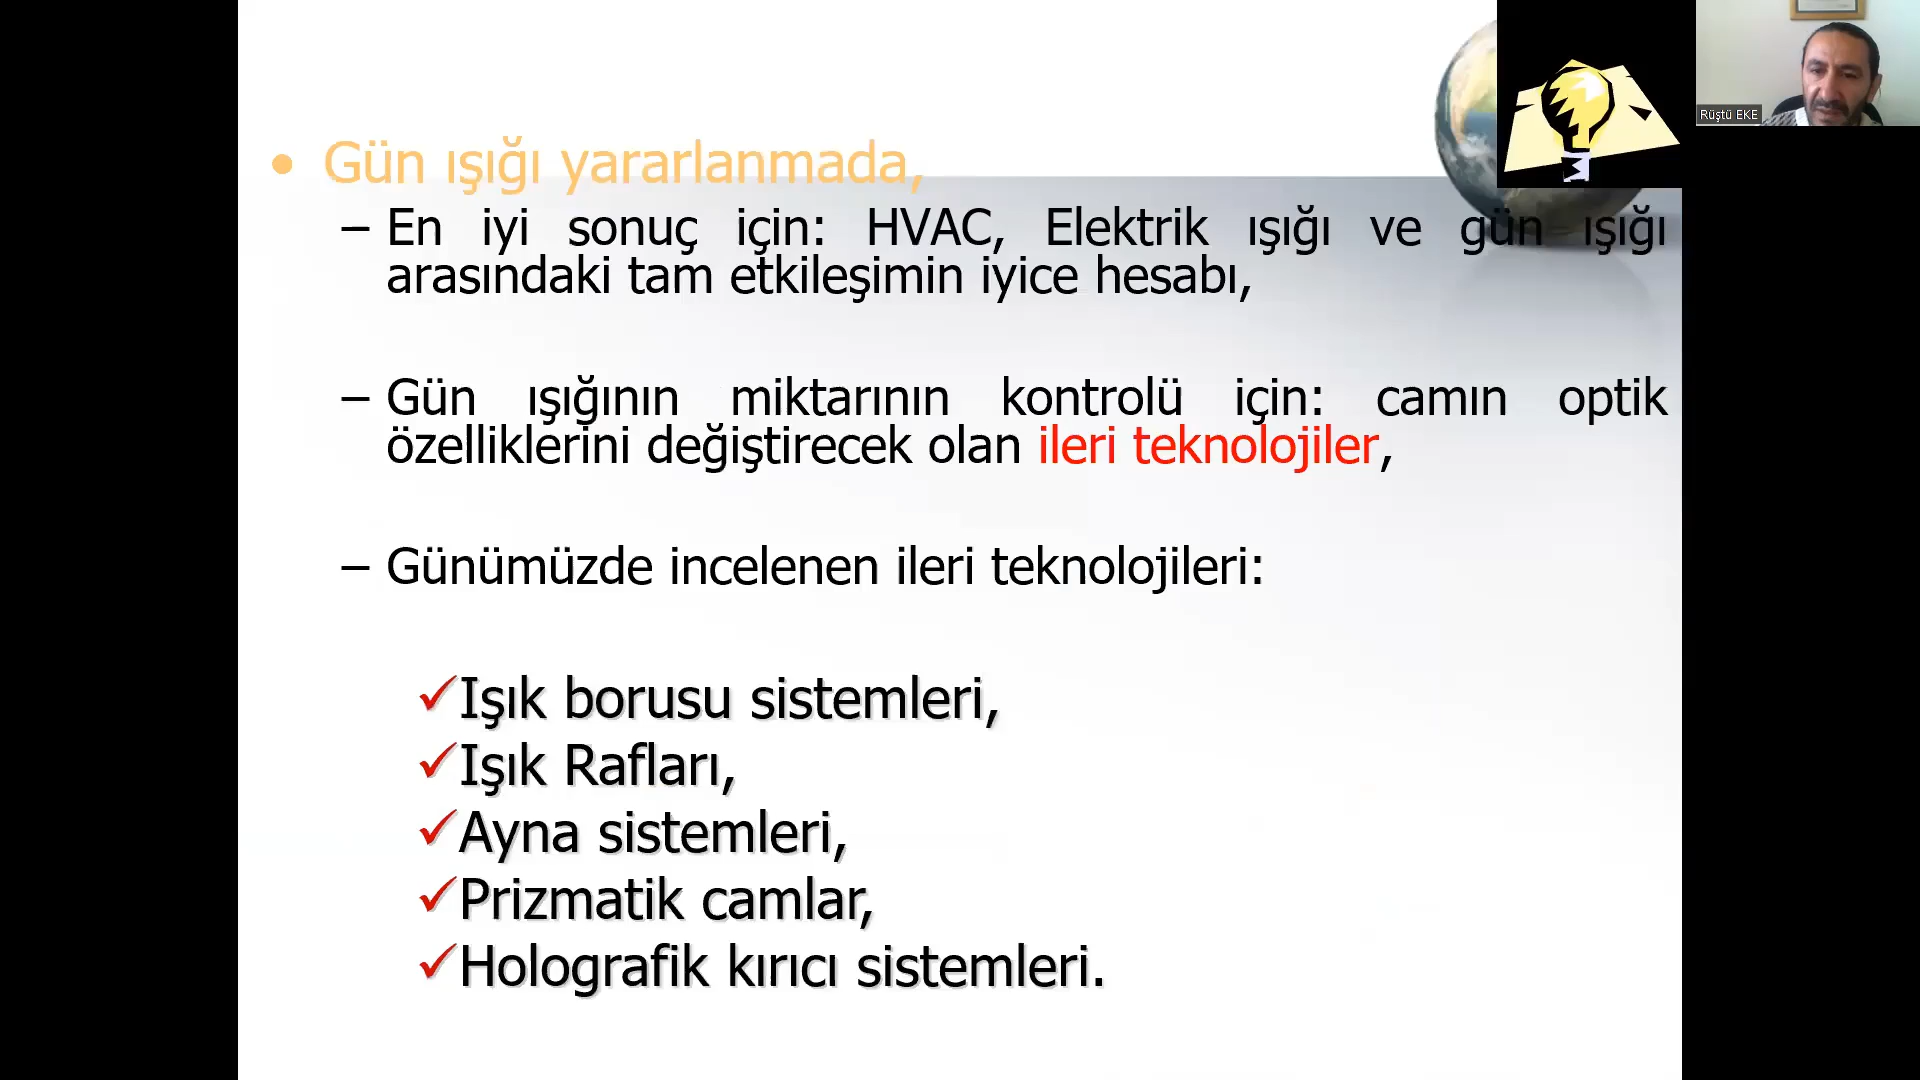 • Gün ışığı yararlanmada,
– En iyi sonuç için: HVAC, Elektrik ışığı ve gün ışığı
arasındaki tam etkileşimin iyice hesabı,
– Gün ışığının miktarının kontrolü için: camın optik
özelliklerini değiştirecek olan ileri teknolojiler,
– Günümüzde incelenen ileri teknolojileri:
✓Işık borusu sistemleri,
✓Işık Rafları,
✓Ayna sistemleri,
✓Prizmatik camlar,
✓Holografik kırıcı sistemleri.
Rüştü EKE